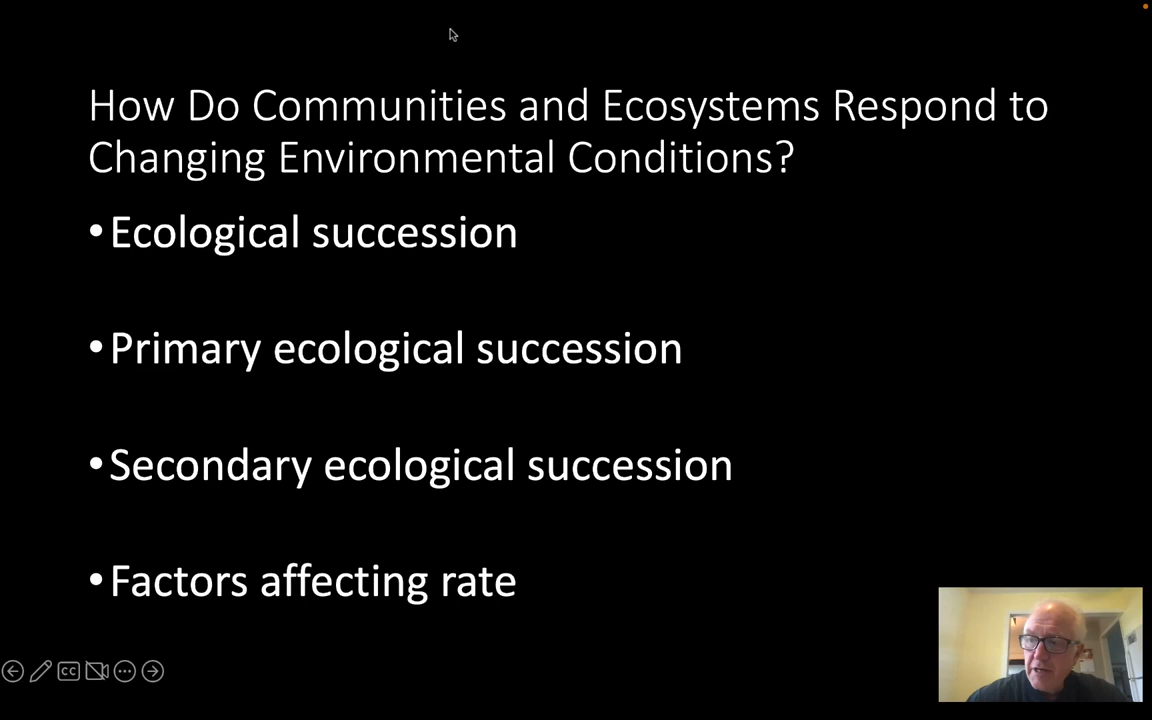 How Do Communities and Ecosystems Respond to
Changing Environmental Conditions?
•Ecological succession
•Primary ecological succession
•Secondary ecological succession
•Factors affecting rate
CC